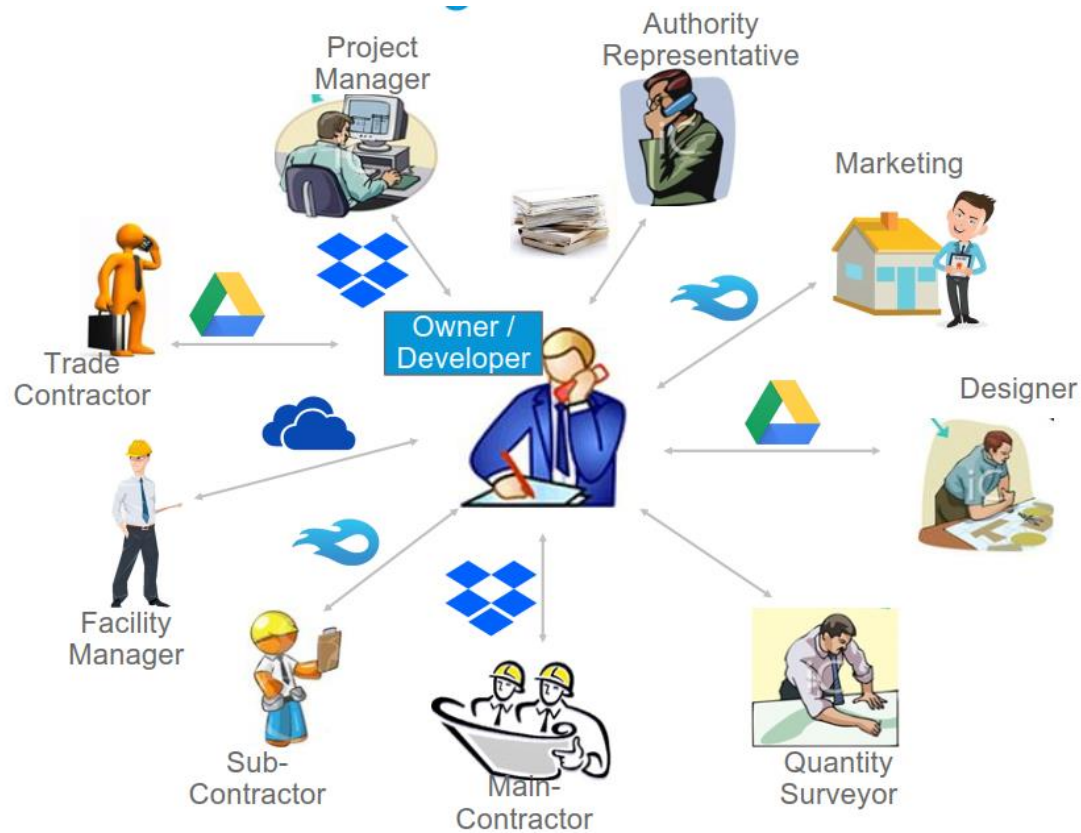 Project
Manager
Authority
Representative
Marketing
Trade
Contractor
Owner /
Developer
Designer
Facility
Manager
Sub-
Contractor
Main-
Contractor
Quantity
Surveyor